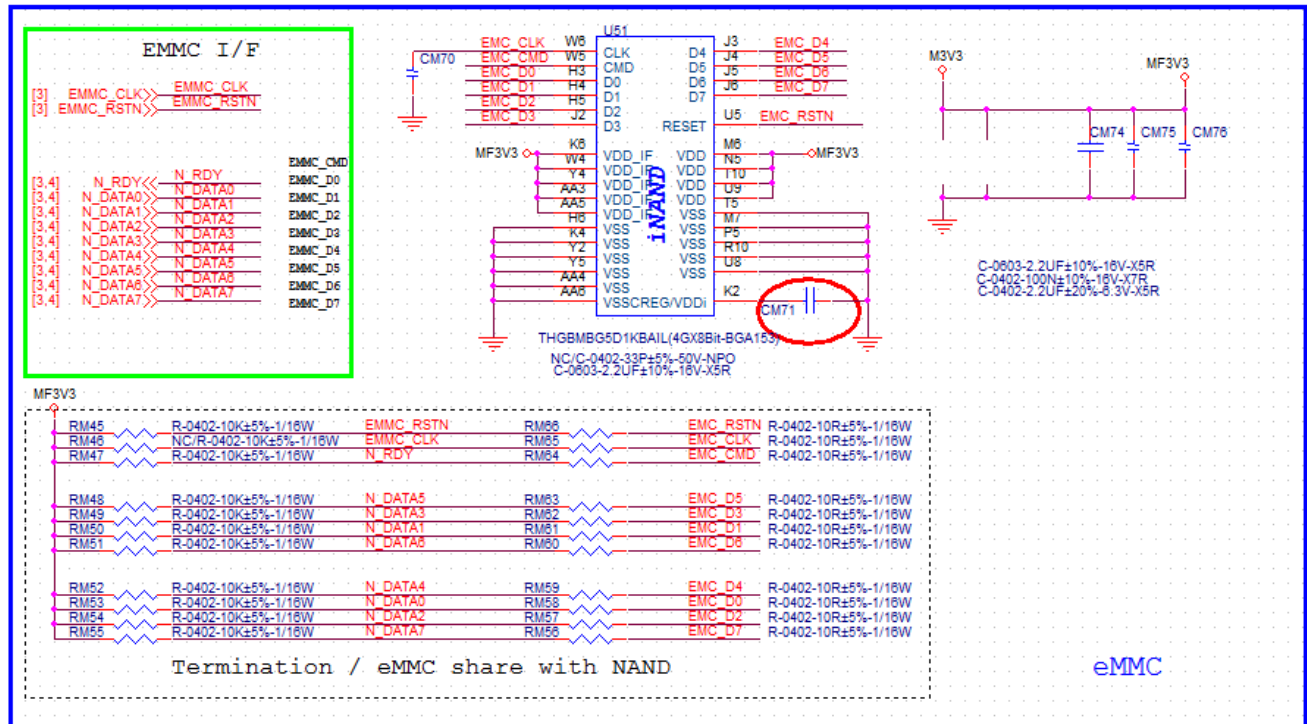 EMMC I/F
[3] EMMC_CLK EMMC_CLK
[3] EMMC_RSTN EMMC_RSTN
EMMC_CMD
[3,4] N_RDY N_RDY EMMC_D0
[3,4] N_DATA0 N_DATA0 EMMC_D1
[3,4] N_DATA1 N_DATA1 EMMC_D2
[3,4] N_DATA2 N_DATA2 EMMC_D3
[3,4] N_DATA3 N_DATA3 EMMC_D4
[3,4] N_DATA4 N_DATA4 EMMC_D5
[3,4] N_DATA5 N_DATA5 EMMC_D6
[3,4] N_DATA6 N_DATA6 EMMC_D7
[3,4] N_DATA7 N_DATA7
U51
CM70
EMC_CLK W6 CLK D4 J3 EMC_D4
EMC_CMD W5 CMD D5 J4 EMC_D5
EMC_D0 H3 D0 D6 J5 EMC_D6
EMC_D1 H4 D1 D7 J6 EMC_D7
EMC_D2 H5 D2
EMC_D3 J2 D3 RESET U5 EMC_RSTN
MF3V3 K6 VDD_IF VDD M6 MF3V3
W4 VDD_IF VDD N5
Y4 VDD_IF VDD T10
AA3 VDD_IF VDD U9
AA5 VDD_IF VSS T5
H6 VSS VSS M7
K4 VSS VSS P5
Y2 VSS VSS R10
Y5 VSS VSS U8
AA4 VSS
AA6 VSSCREG/VDDi K2
iNAND
CM71
THGBMBG5D1KBAIL(4GX8Bit-BGA153)
NC/C-0402-33P±5%-50V-NPO
C-0603-2.2UF±10%-16V-X5R
M3V3
MF3V3
CM74 CM75 CM76
C-0603-2.2UF±10%-16V-X5R
C-0402-100N±10%-16V-X7R
C-0402-2.2UF±20%-6.3V-X5R
MF3V3
RM45 R-0402-10K±5%-1/16W EMMC_RSTN RM66 EMC_RSTN R-0402-10R±5%-1/16W
RM46 NC/R-0402-10K±5%-1/16W EMMC_CLK RM65 EMC_CLK R-0402-10R±5%-1/16W
RM47 R-0402-10K±5%-1/16W N_RDY RM64 EMC_CMD R-0402-10R±5%-1/16W
RM48 R-0402-10K±5%-1/16W N_DATA5 RM63 EMC_D5 R-0402-10R±5%-1/16W
RM49 R-0402-10K±5%-1/16W N_DATA3 RM62 EMC_D3 R-0402-10R±5%-1/16W
RM50 R-0402-10K±5%-1/16W N_DATA1 RM61 EMC_D1 R-0402-10R±5%-1/16W
RM51 R-0402-10K±5%-1/16W N_DATA6 RM60 EMC_D6 R-0402-10R±5%-1/16W
RM52 R-0402-10K±5%-1/16W N_DATA4 RM59 EMC_D4 R-0402-10R±5%-1/16W
RM53 R-0402-10K±5%-1/16W N_DATA0 RM58 EMC_D0 R-0402-10R±5%-1/16W
RM54 R-0402-10K±5%-1/16W N_DATA2 RM57 EMC_D2 R-0402-10R±5%-1/16W
RM55 R-0402-10K±5%-1/16W N_DATA7 RM56 EMC_D7 R-0402-10R±5%-1/16W
Termination / eMMC share with NAND
eMMC